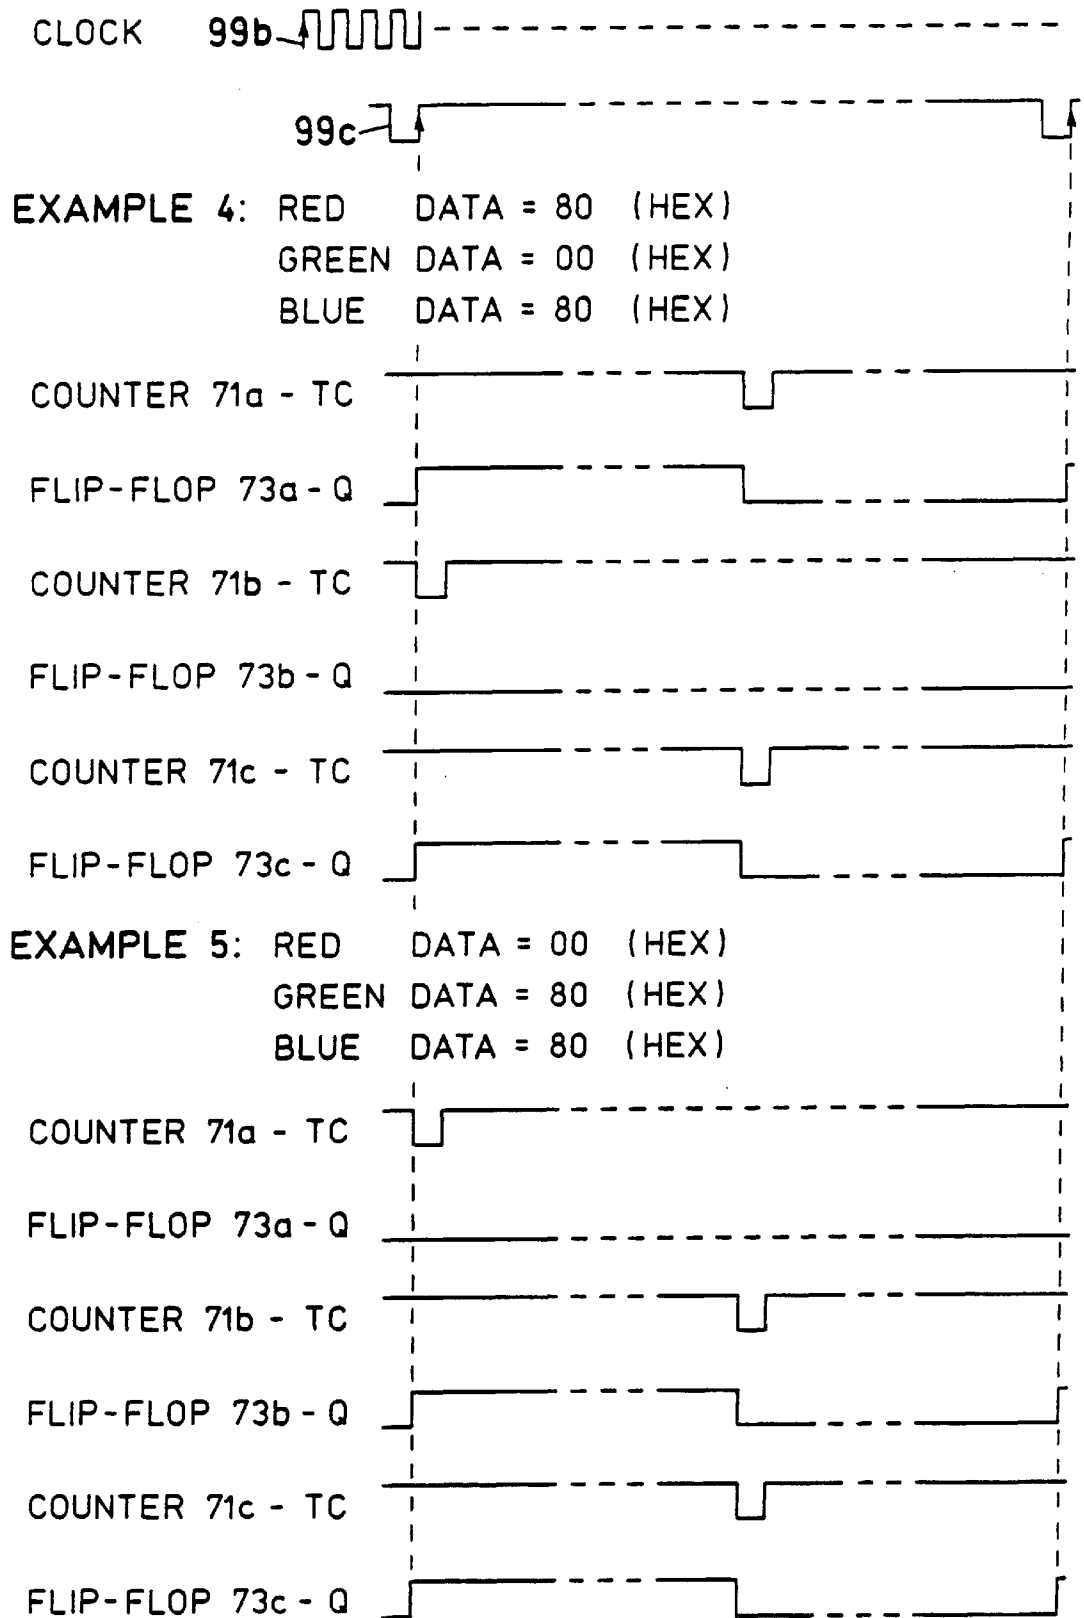 CLOCK 99b
99c
EXAMPLE 4: RED DATA = 80 (HEX)
GREEN DATA = 00 (HEX)
BLUE DATA = 80 (HEX)
COUNTER 71a - TC
FLIP-FLOP 73a - Q
COUNTER 71b - TC
FLIP-FLOP 73b - Q
COUNTER 71c - TC
FLIP-FLOP 73c - Q
EXAMPLE 5: RED DATA = 00 (HEX)
GREEN DATA = 80 (HEX)
BLUE DATA = 80 (HEX)
COUNTER 71a - TC
FLIP-FLOP 73a - Q
COUNTER 71b - TC
FLIP-FLOP 73b - Q
COUNTER 71c - TC
FLIP-FLOP 73c - Q